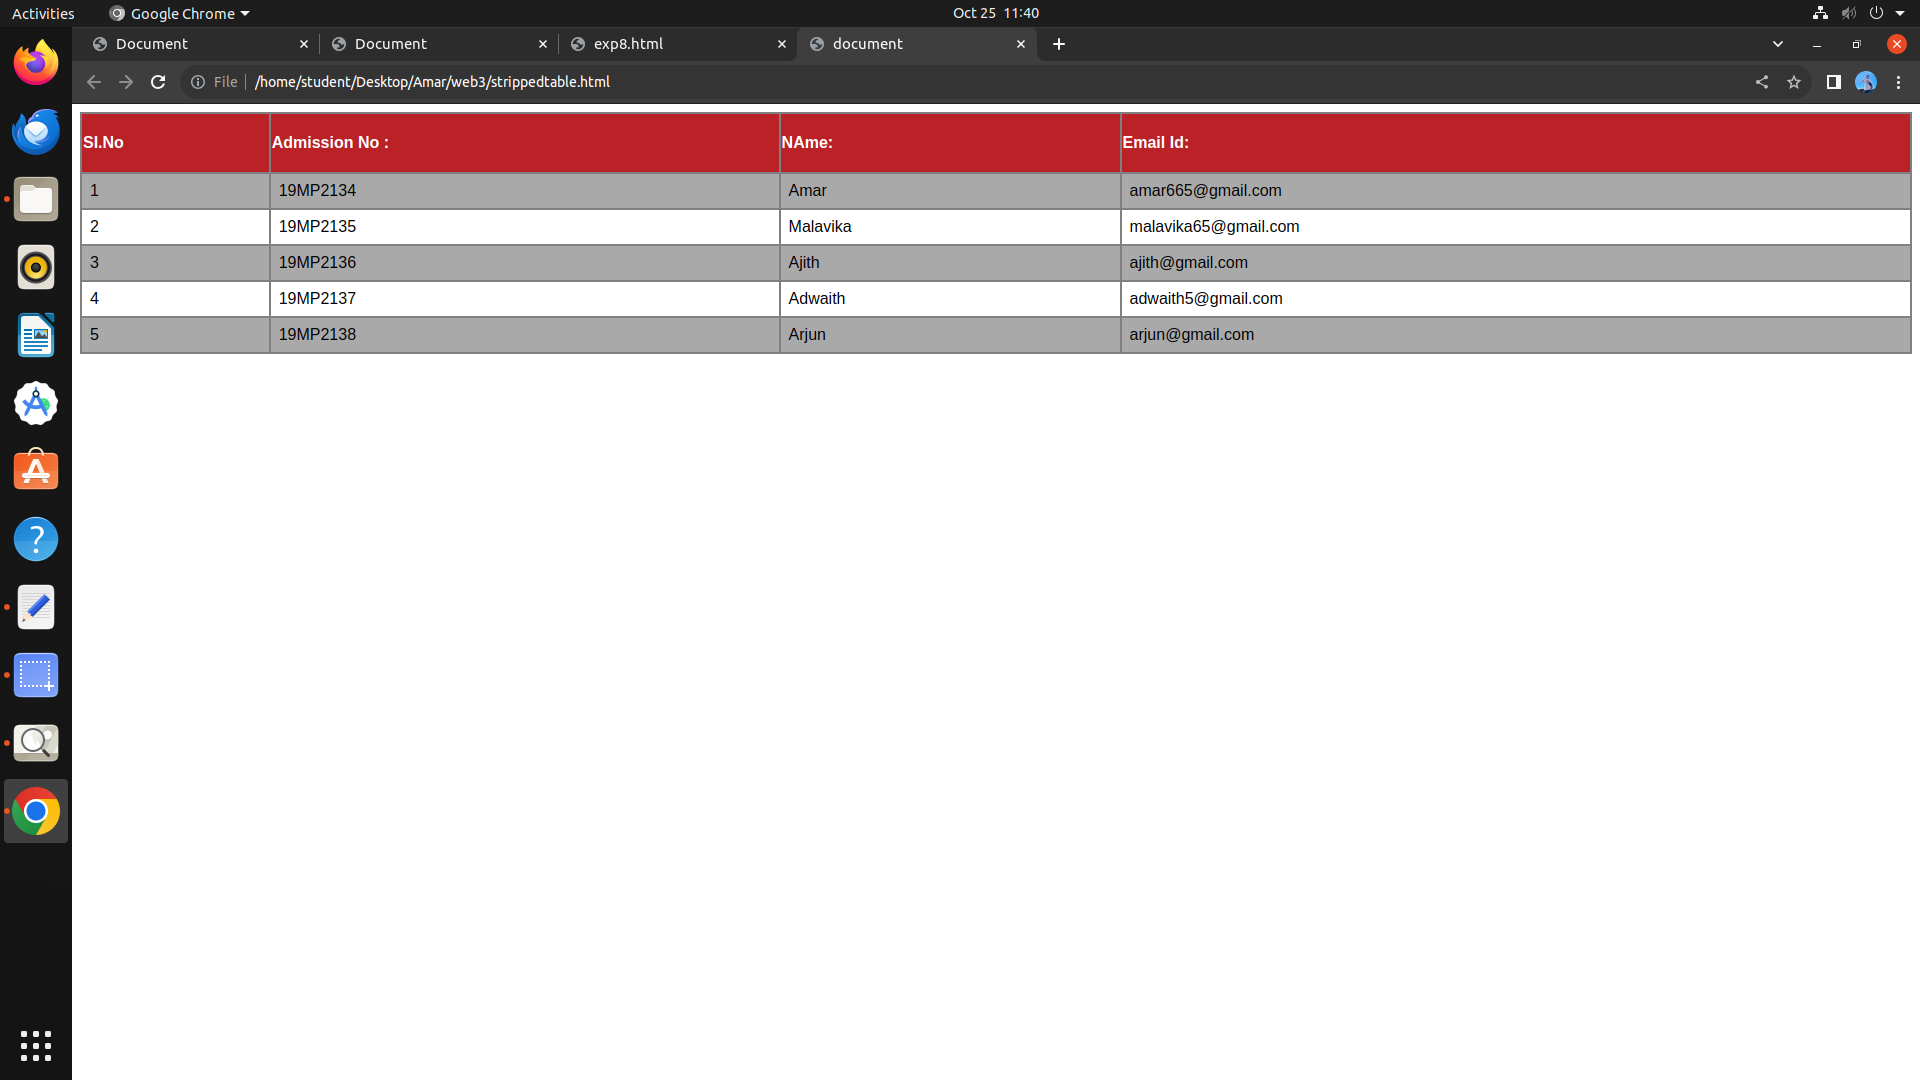 Activities Google Chrome Oct 25 11:40
Document Document exp8.html document
File /home/student/Desktop/Amar/web3/strippedtable.html
Sl.No Admission No : NAme: Email Id:
1 19MP2134 Amar amar665@gmail.com
2 19MP2135 Malavika malavika65@gmail.com
3 19MP2136 Ajith ajith@gmail.com
4 19MP2137 Adwaith adwaith5@gmail.com
5 19MP2138 Arjun arjun@gmail.com